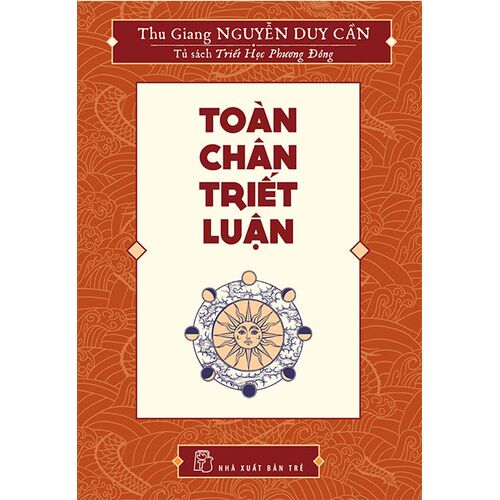 Thu Giang NGUYỄN DUY CẦN
Tủ sách Triết Học Phương Đông
TOÀN
CHÂN
TRIẾT
LUẬN
NHÀ XUẤT BẢN TRẺ